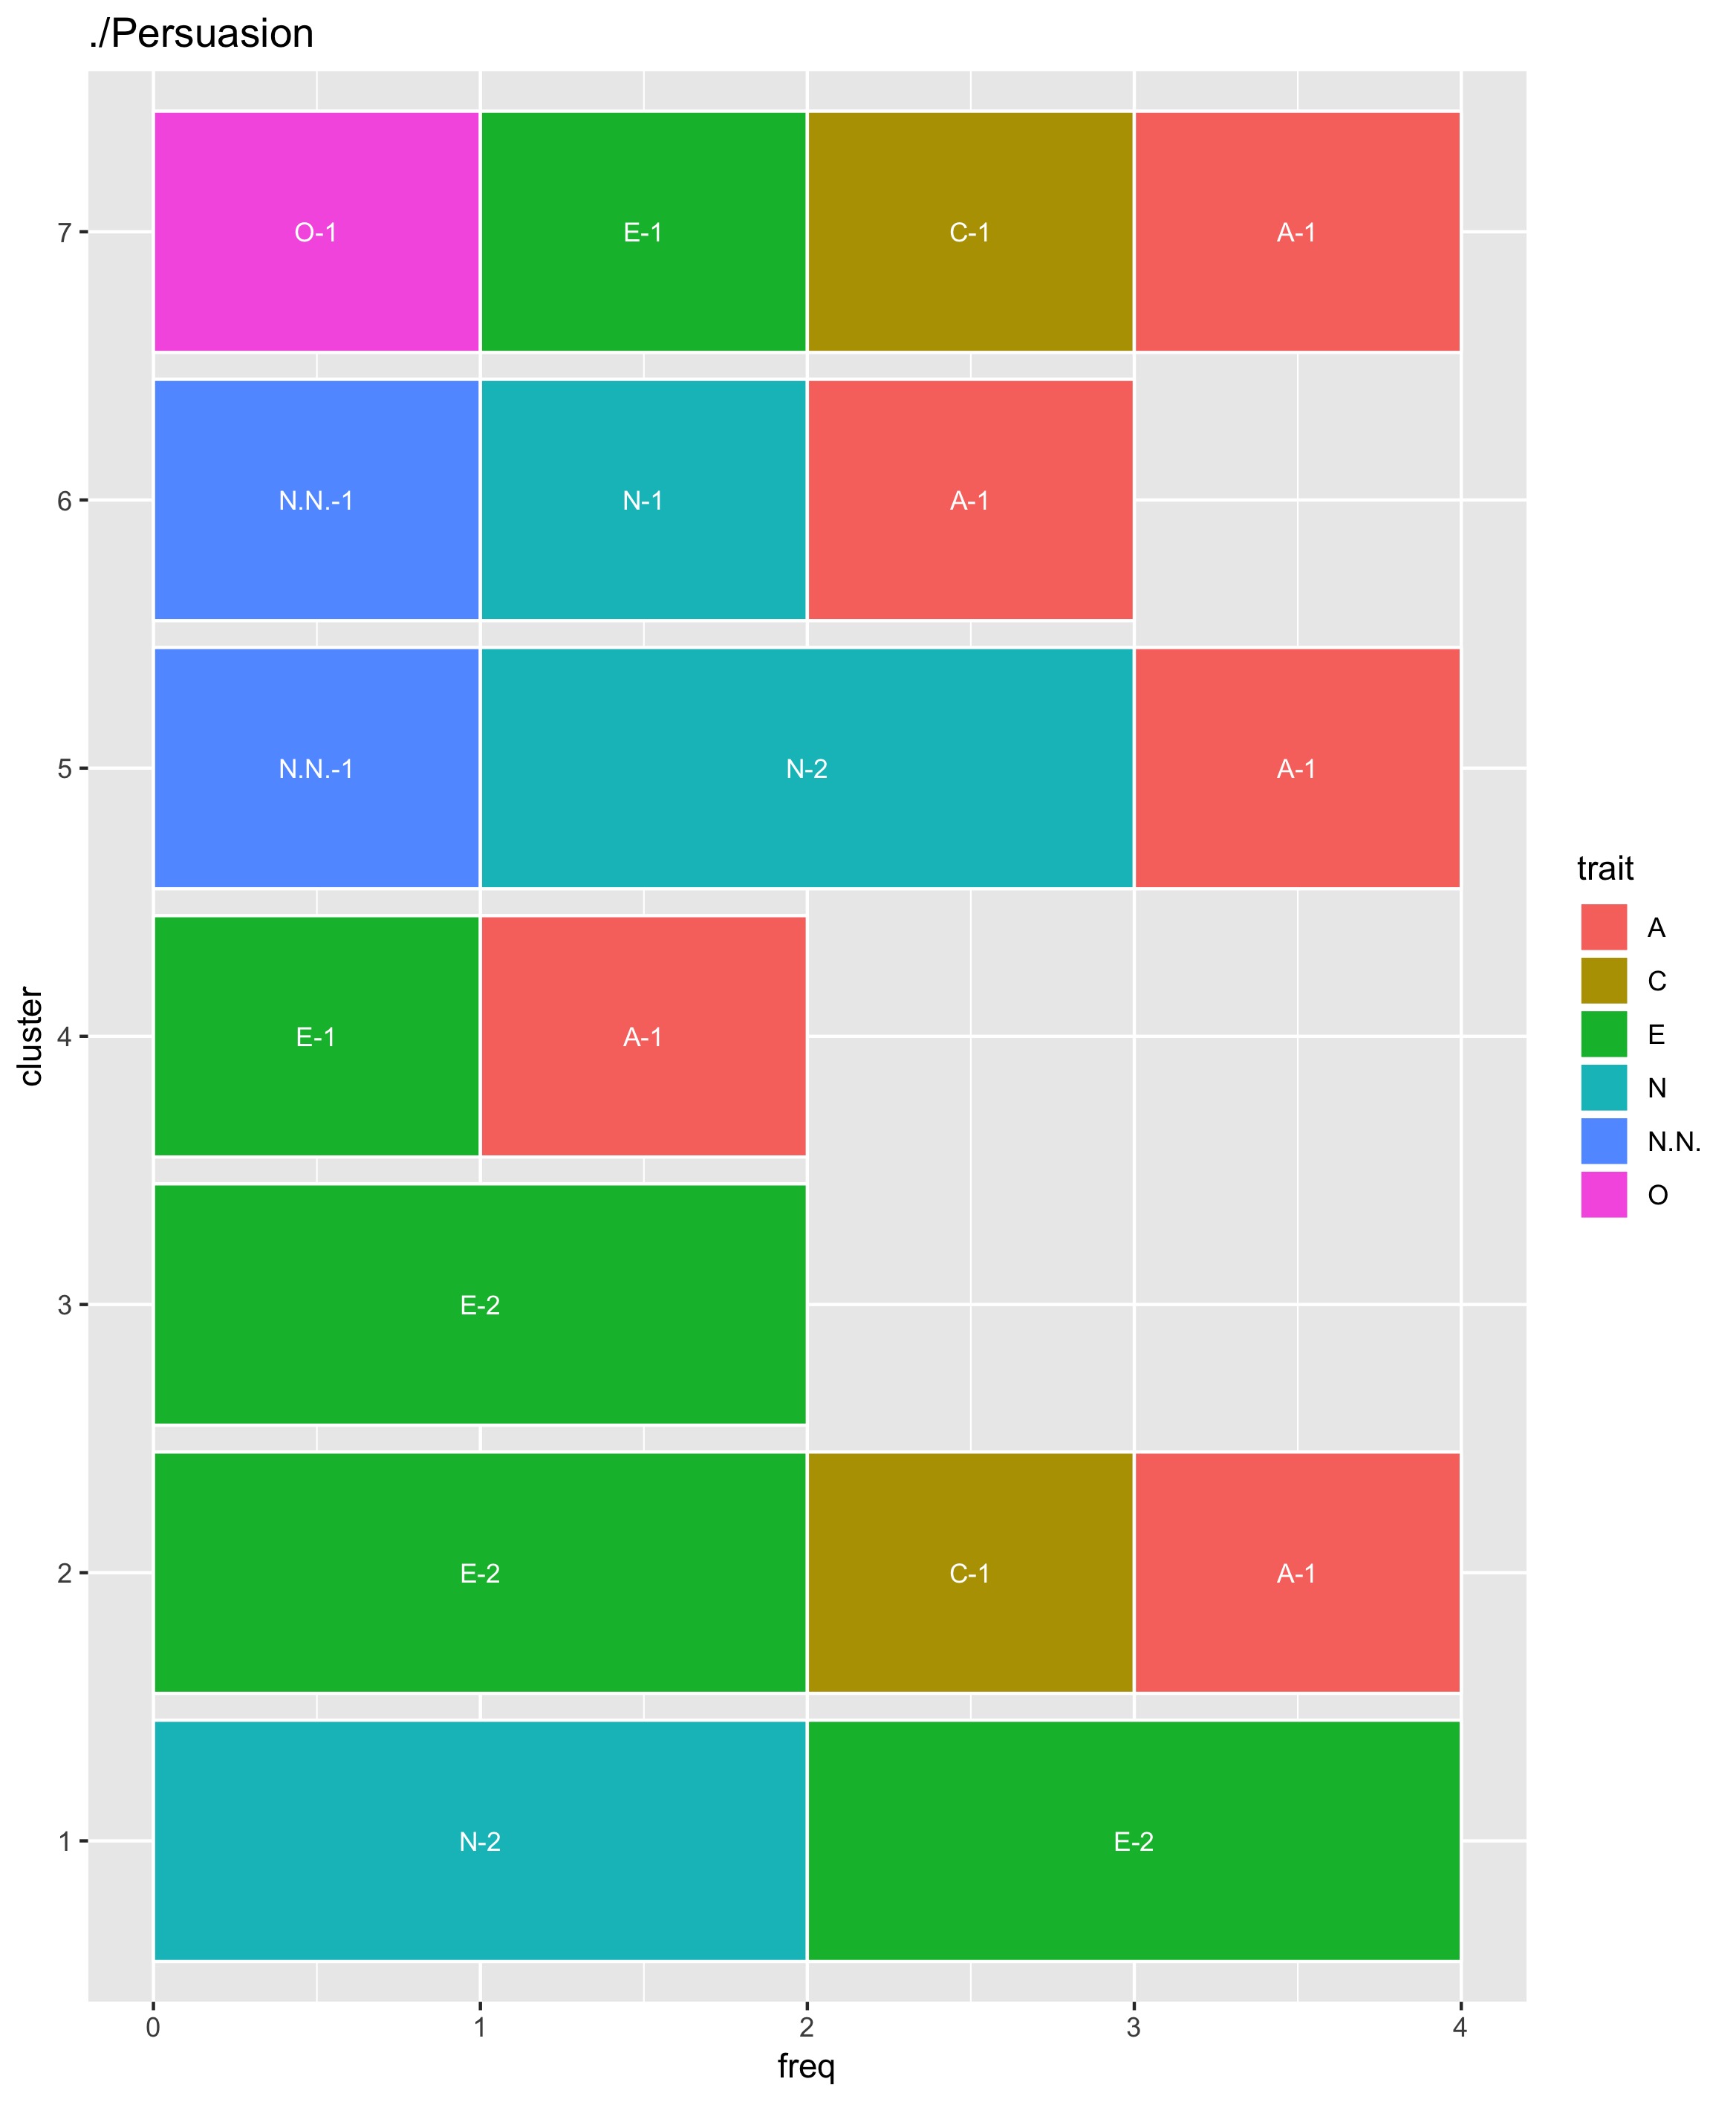 ./Persuasion
7
O-1 E-1 C-1 A-1
6
N.N.-1 N-1 A-1
5
N.N.-1 N-2 A-1
4
E-1 A-1
3
E-2
2
E-2 C-1 A-1
1
N-2 E-2
cluster
0 1 2 3 4
freq
trait
A
C
E
N
N.N.
O